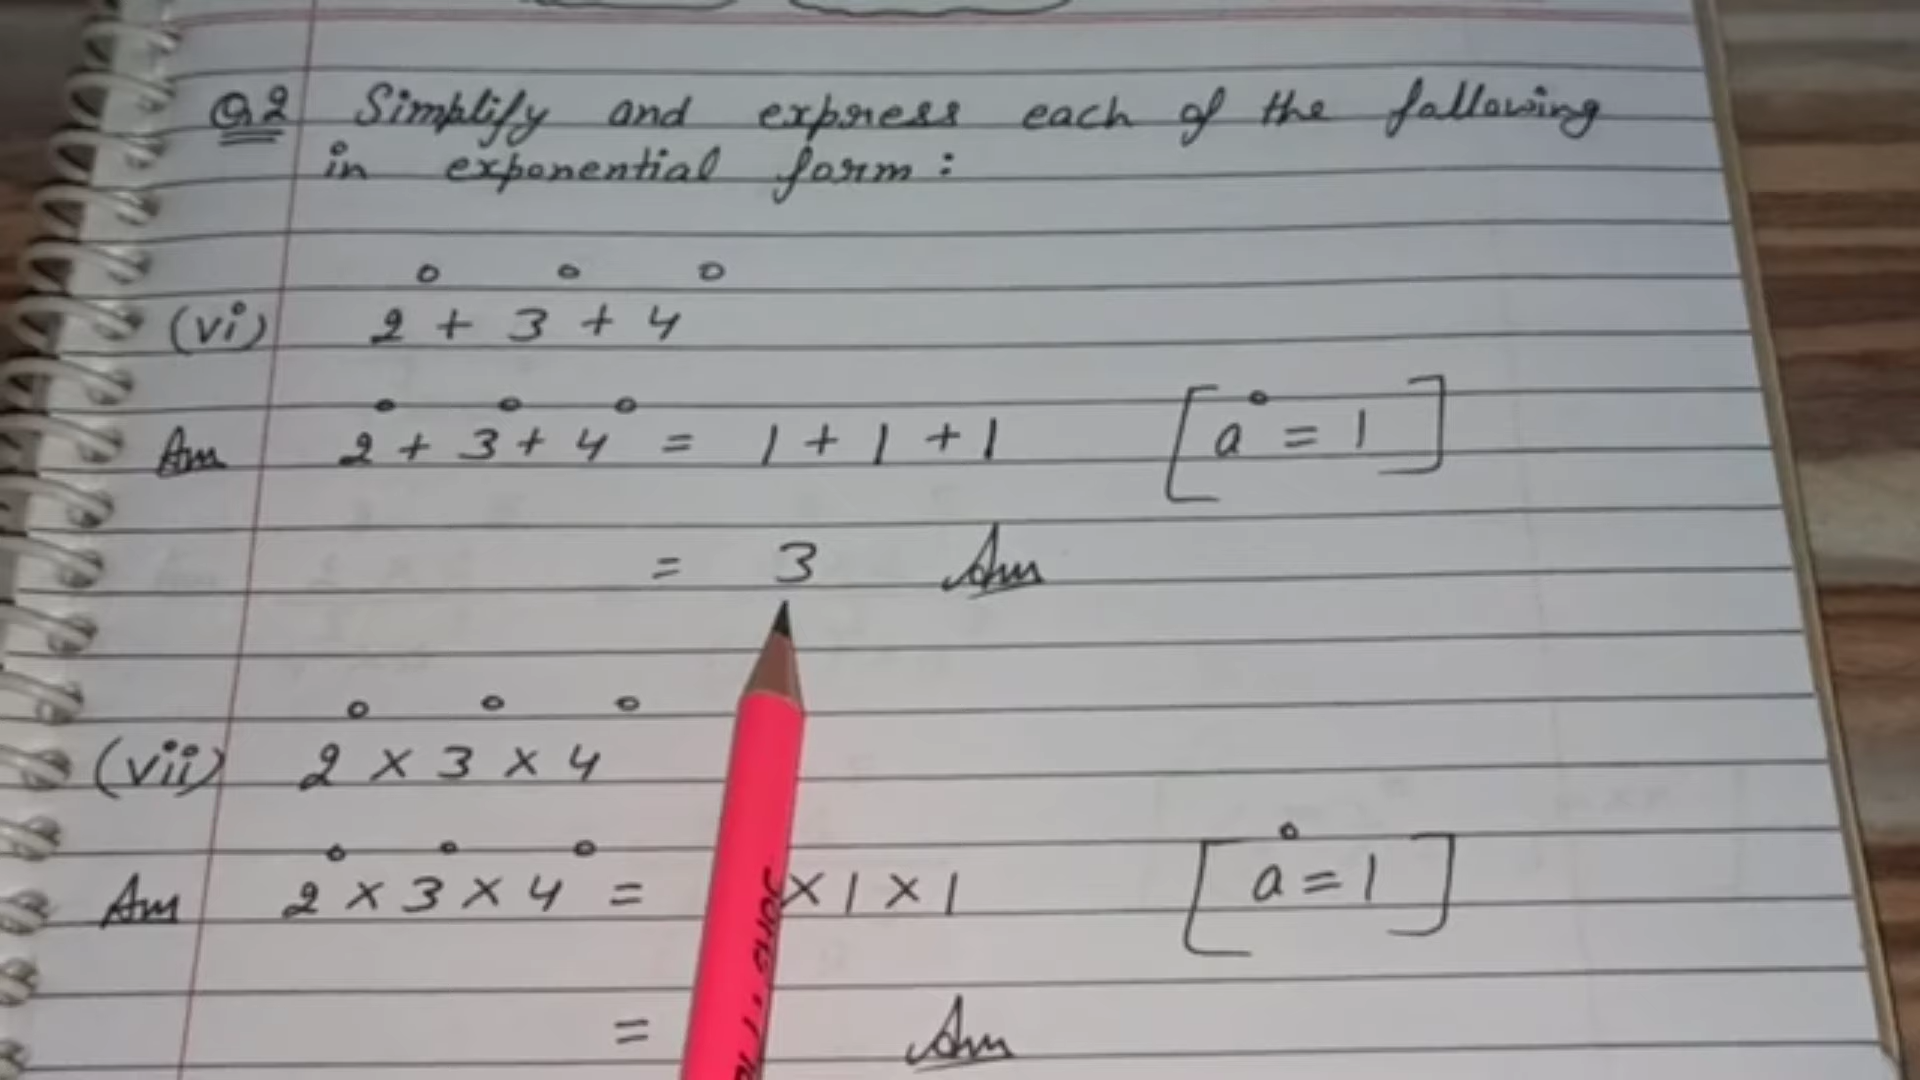 Q2 Simplify and express each of the following
in exponential form :
(vi) 2⁰ + 3⁰ + 4⁰
Ans 2⁰ + 3⁰ + 4⁰ = 1 + 1 + 1 [a⁰ = 1]
= 3 Ans
(vii) 2⁰ × 3⁰ × 4⁰
Ans 2⁰ × 3⁰ × 4⁰ = × 1 × 1 [a⁰ = 1]
= Ans